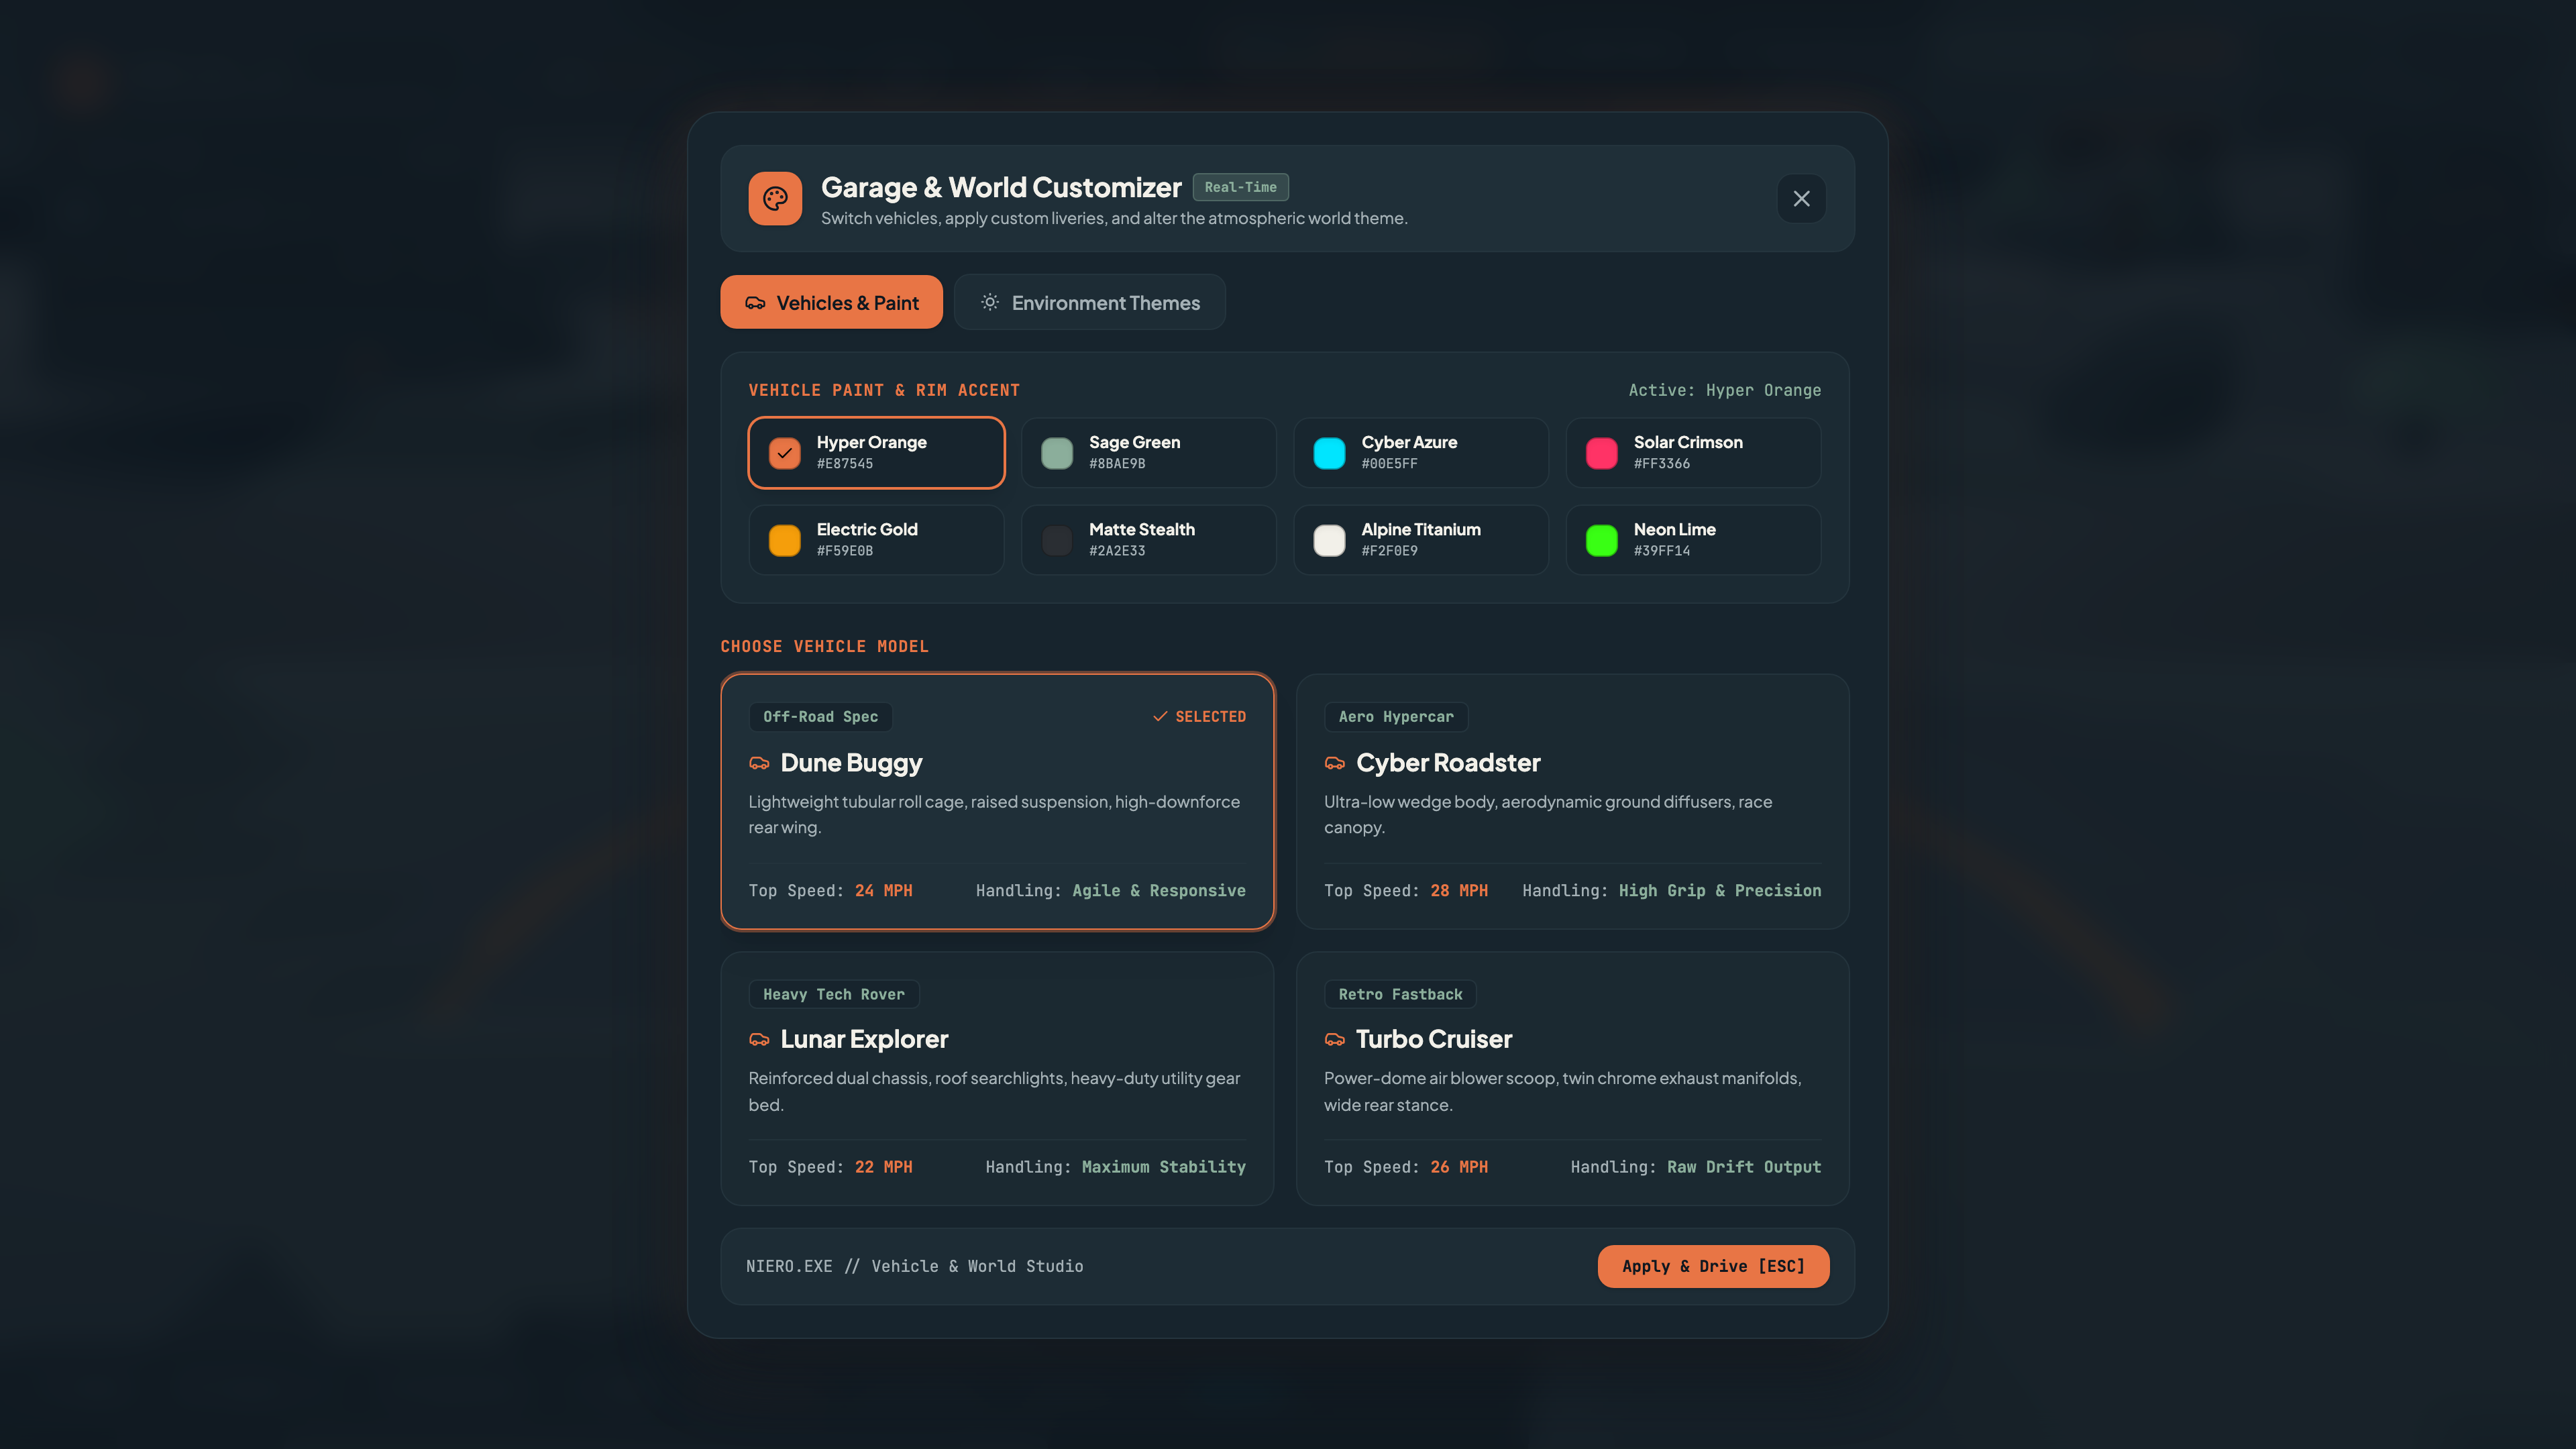 Garage & World Customizer Real-Time
Switch vehicles, apply custom liveries, and alter the atmospheric world theme.
Vehicles & Paint Environment Themes
VEHICLE PAINT & RIM ACCENT Active: Hyper Orange
Hyper Orange Sage Green Cyber Azure Solar Crimson
#E87545 #8BAE9B #00E5FF #FF3366
Electric Gold Matte Stealth Alpine Titanium Neon Lime
#F59E0B #2A2E33 #F2F0E9 #39FF14
CHOOSE VEHICLE MODEL
Off-Road Spec SELECTED
Dune Buggy
Lightweight tubular roll cage, raised suspension, high-downforce
rear wing.
Top Speed: 24 MPH Handling: Agile & Responsive
Aero Hypercar
Cyber Roadster
Ultra-low wedge body, aerodynamic ground diffusers, race
canopy.
Top Speed: 28 MPH Handling: High Grip & Precision
Heavy Tech Rover
Lunar Explorer
Reinforced dual chassis, roof searchlights, heavy-duty utility gear
bed.
Top Speed: 22 MPH Handling: Maximum Stability
Retro Fastback
Turbo Cruiser
Power-dome air blower scoop, twin chrome exhaust manifolds,
wide rear stance.
Top Speed: 26 MPH Handling: Raw Drift Output
NIERO.EXE // Vehicle & World Studio Apply & Drive [ESC]